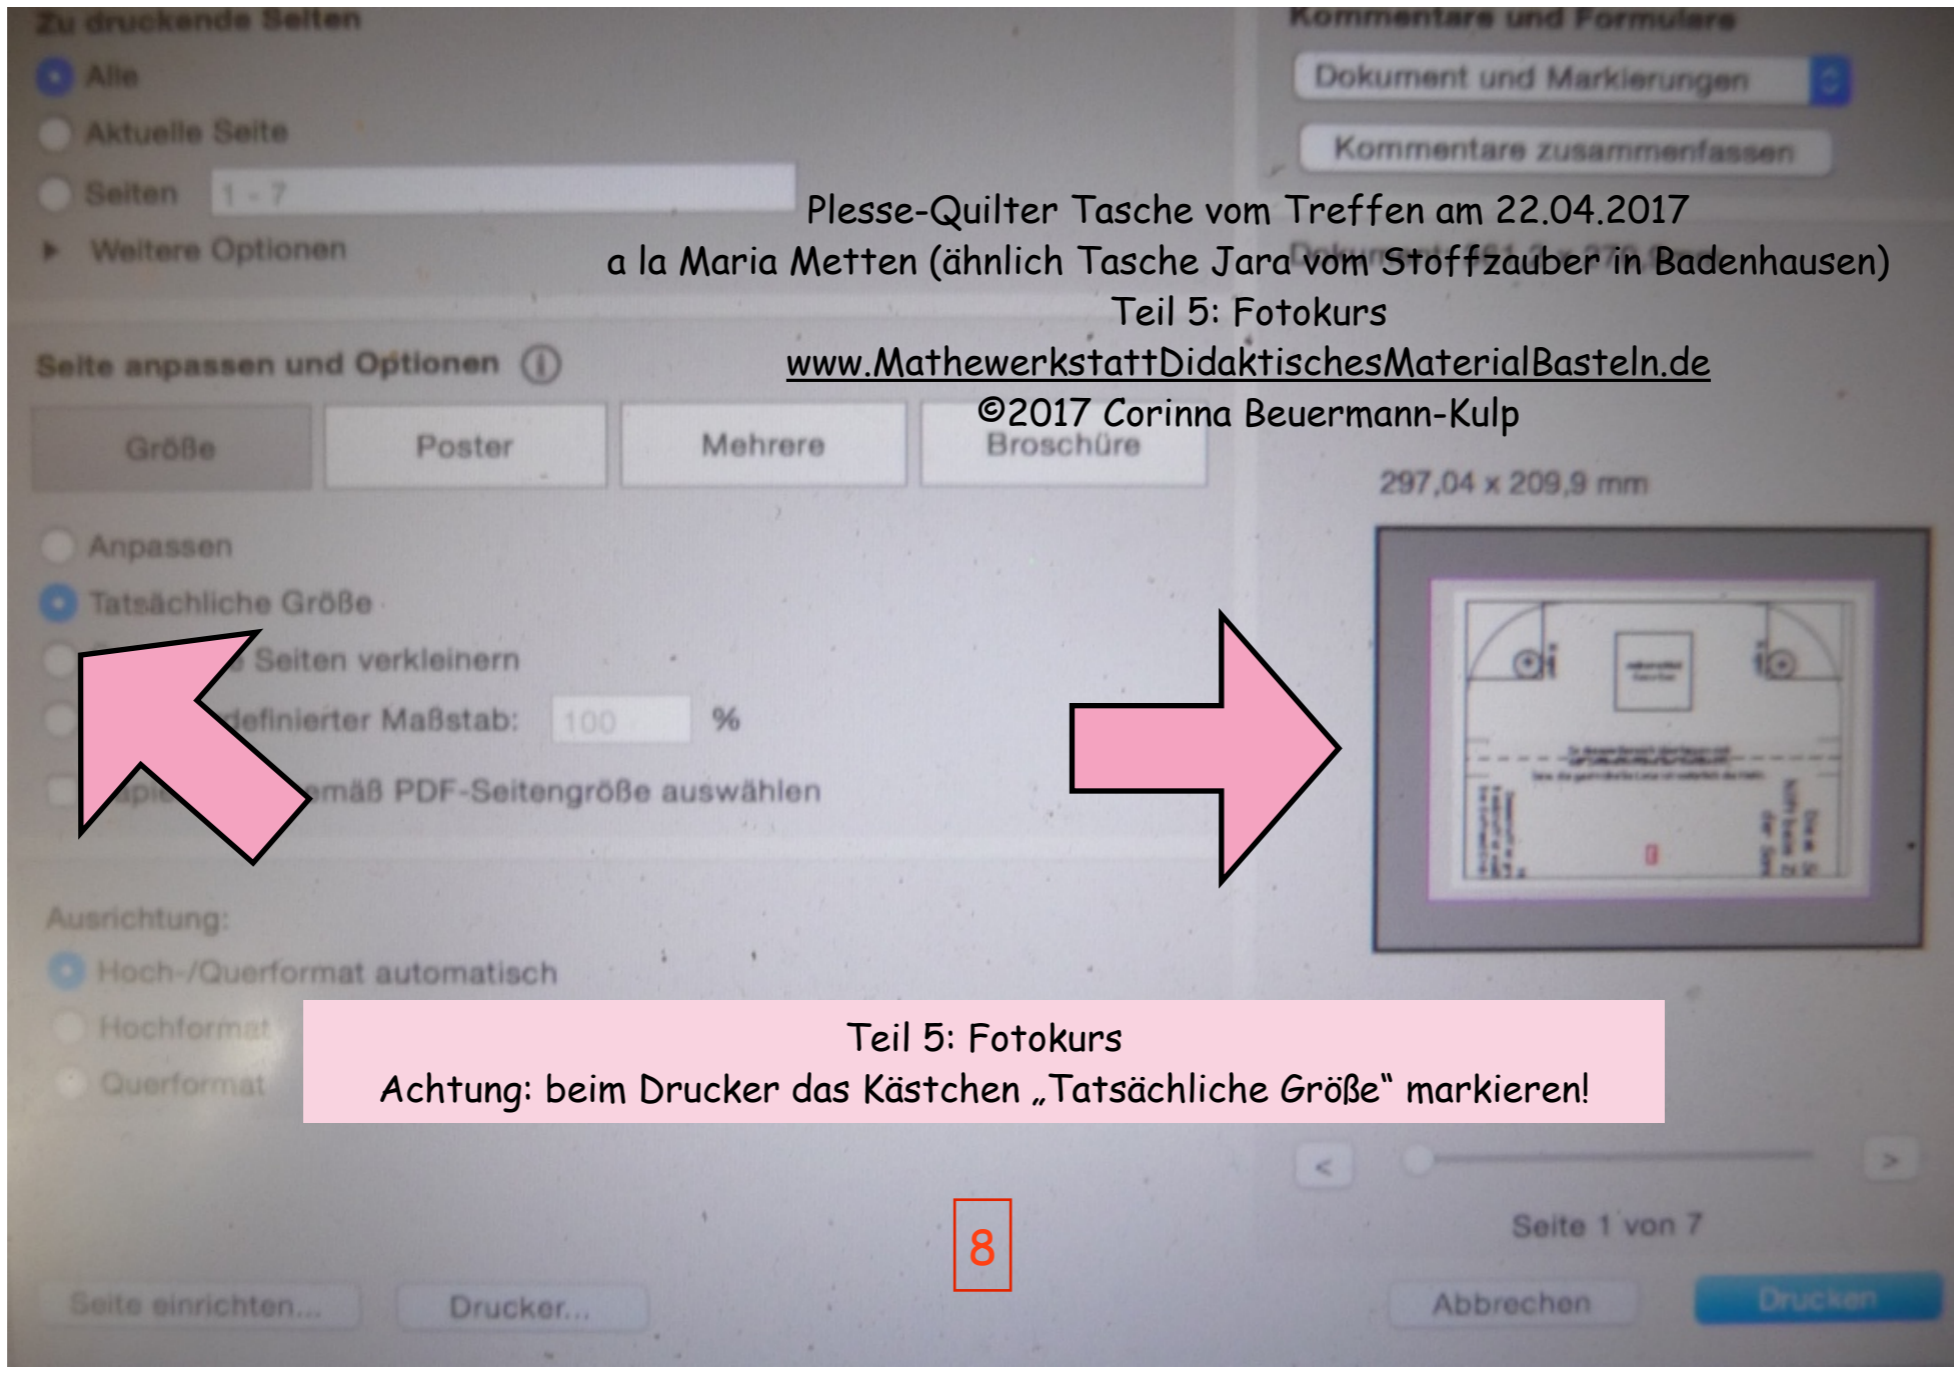 Zu druckende Seiten
Alle
Aktuelle Seite
Seiten 1 - 7
Weitere Optionen
Kommentare und Formulare
Dokument und Markierungen
Kommentare zusammenfassen
Plesse-Quilter Tasche vom Treffen am 22.04.2017
a la Maria Metten (ähnlich Tasche Jara vom Stoffzauber in Badenhausen)
Teil 5: Fotokurs
www.MathewerkstattDidaktischesMaterialBasteln.de
©2017 Corinna Beuermann-Kulp
Seite anpassen und Optionen
Größe
Poster
Mehrere
Broschüre
297,04 x 209,9 mm
Anpassen
Tatsächliche Größe
Seiten verkleinern
definierter Maßstab: 100 %
emäß PDF-Seitengröße auswählen
Ausrichtung:
Hoch-/Querformat automatisch
Hochformat
Querformat
Teil 5: Fotokurs
Achtung: beim Drucker das Kästchen „Tatsächliche Größe“ markieren!
8
<
>
Seite 1 von 7
Seite einrichten...
Drucker...
Abbrechen
Drucken